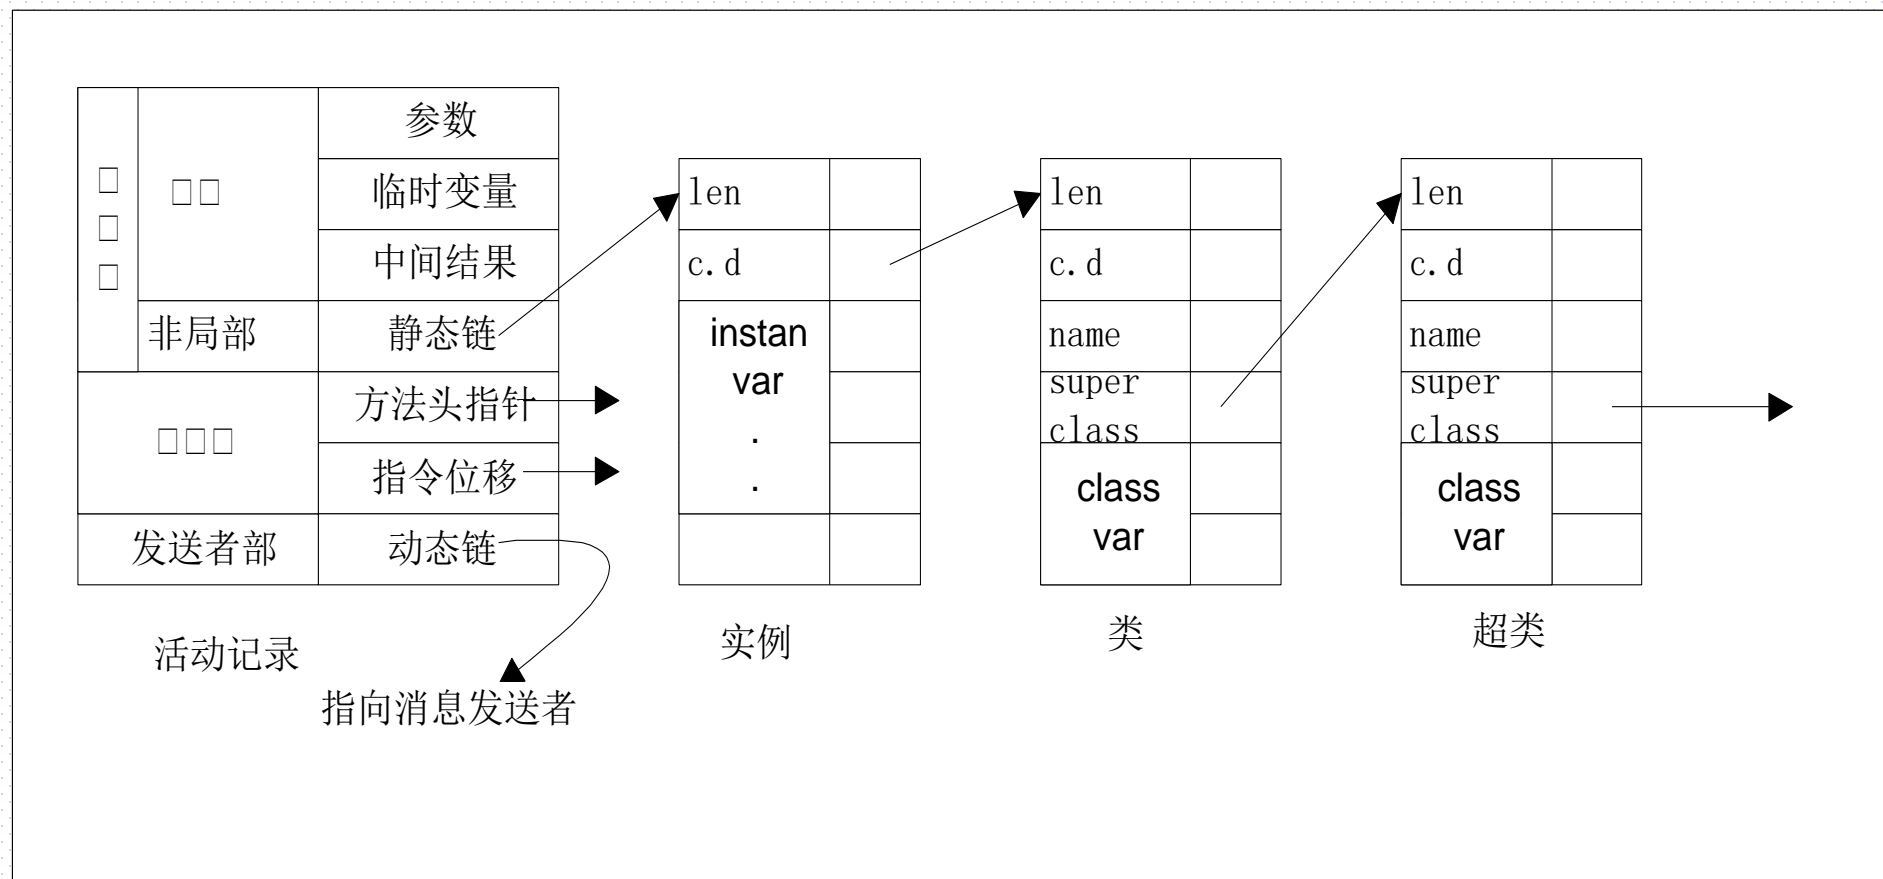 参数
临时变量
中间结果
非局部
静态链
方法头指针
指令位移
发送者部
动态链
活动记录
指向消息发送者
len
c.d
instan
var
.
.
实例
len
c.d
name
super
class
class
var
类
len
c.d
name
super
class
class
var
超类